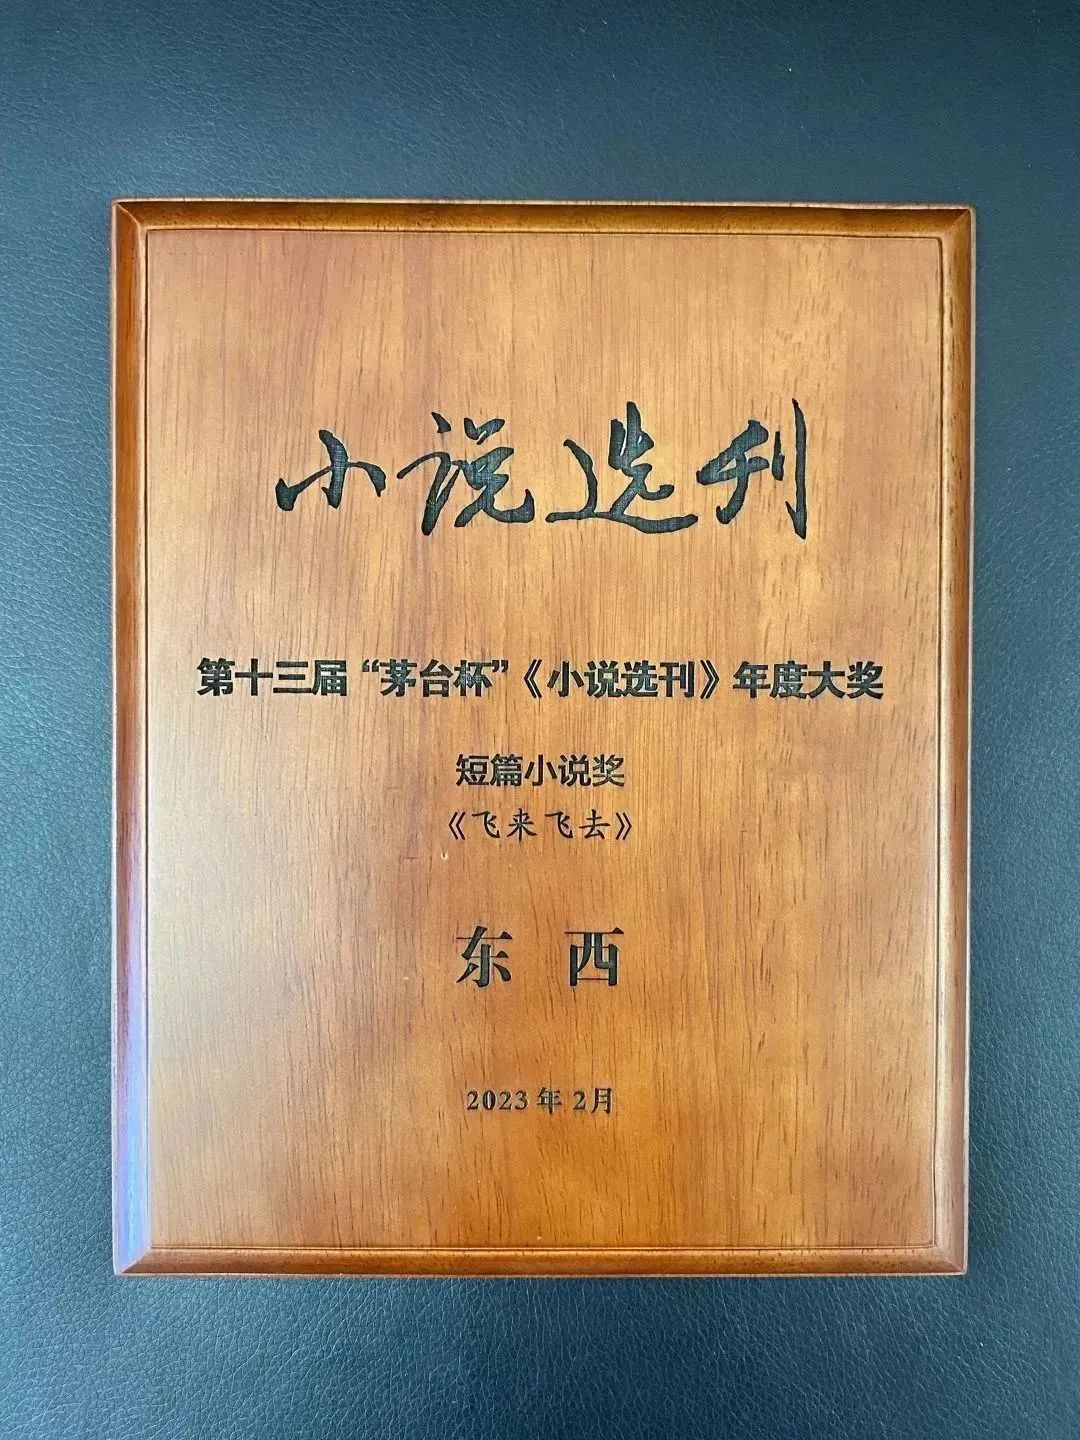 小说选刊
第十三届“茅台杯”《小说选刊》年度大奖
短篇小说奖
《飞来飞去》
东 西
2023年2月